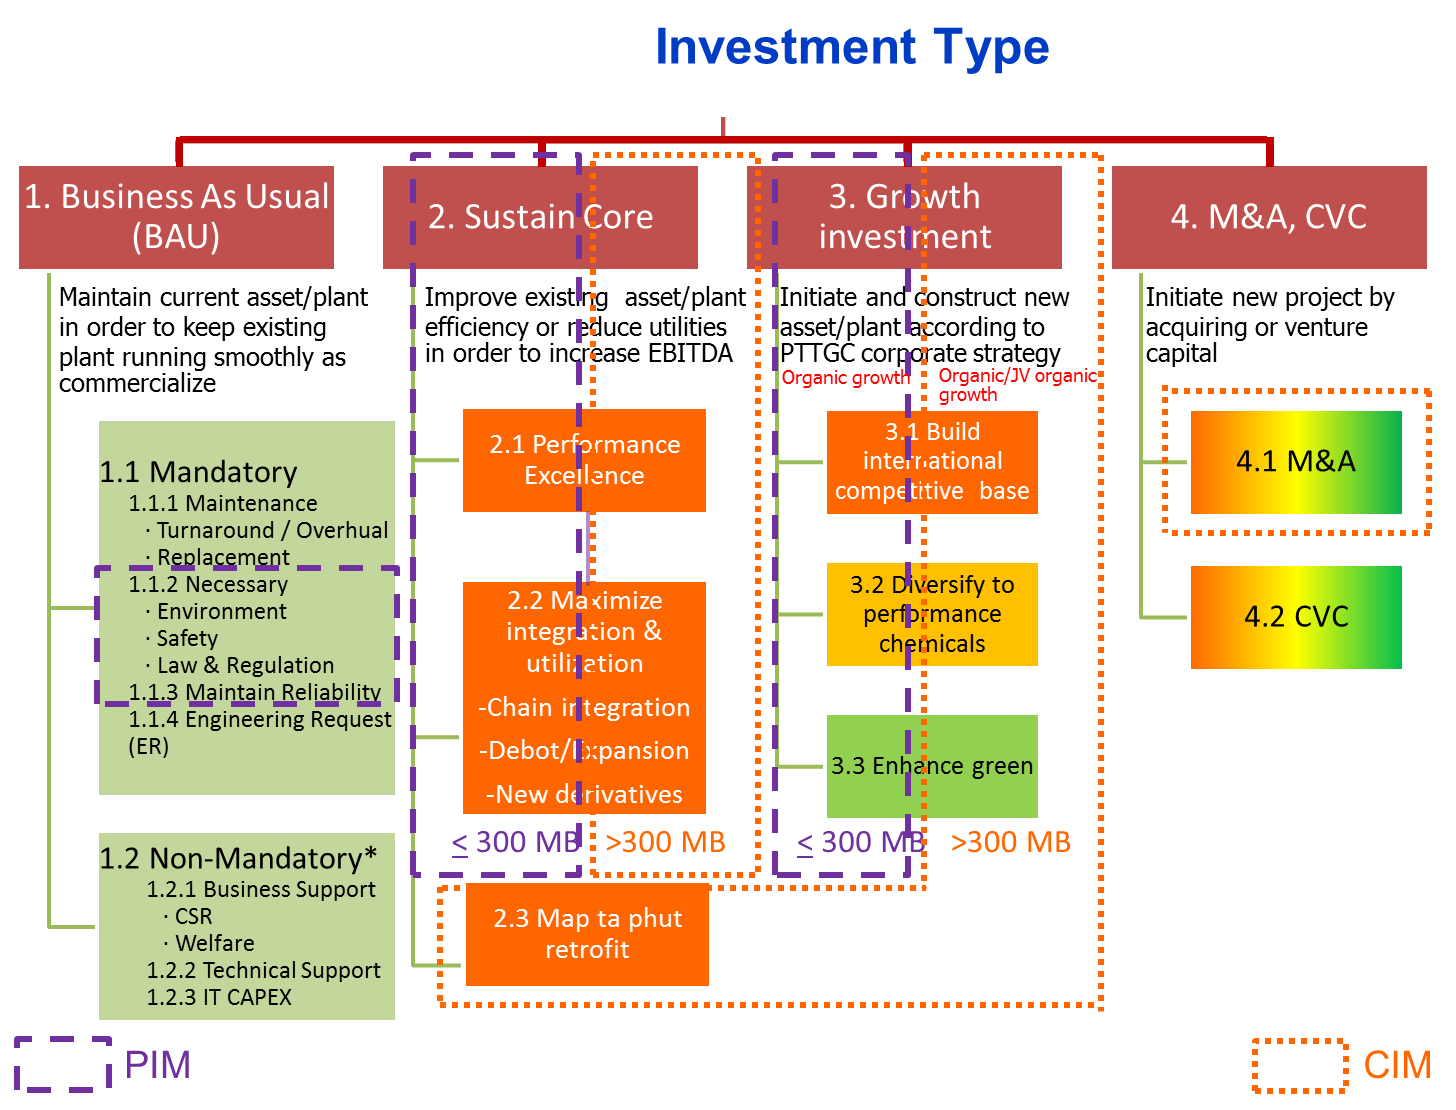 Investment Type
1. Business As Usual
(BAU)
Maintain current asset/plant
in order to keep existing
plant running smoothly as
commercialize
1.1 Mandatory
1.1.1 Maintenance
· Turnaround / Overhual
· Replacement
1.1.2 Necessary
· Environment
· Safety
· Law & Regulation
1.1.3 Maintain Reliability
1.1.4 Engineering Request
(ER)
1.2 Non-Mandatory*
1.2.1 Business Support
· CSR
· Welfare
1.2.2 Technical Support
1.2.3 IT CAPEX
2. Sustain Core
Improve existing asset/plant
efficiency or reduce utilities
in order to increase EBITDA
2.1 Performance
Excellence
2.2 Maximize
integration &
utilization
-Chain integration
-Debot/Expansion
-New derivatives
≤ 300 MB
>300 MB
2.3 Map ta phut
retrofit
3. Growth
investment
Initiate and construct new
asset/plant according to
PTTGC corporate strategy
Organic growth
Organic/JV organic
growth
3.1 Build
international
competitive base
3.2 Diversify to
performance
chemicals
3.3 Enhance green
≤ 300 MB
>300 MB
4. M&A, CVC
Initiate new project by
acquiring or venture
capital
4.1 M&A
4.2 CVC
PIM
CIM